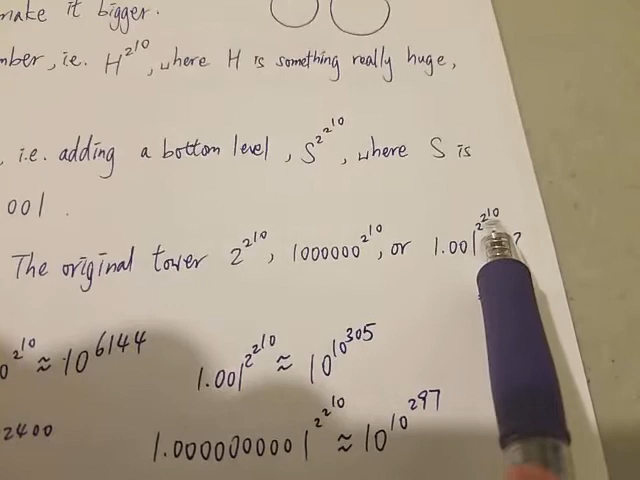 make it bigger.
mber, i.e. H^2^10, where H is something really huge,
, i.e. adding a bottom level, S^2^2^10, where S is
001.
The original tower 2^2^10, 1000000^2^10, or 1.001^2^2^10 ?
0^2^10 ≈ 10^6144 1.001^2^2^10 ≈ 10^10^305
2400 1.0000000001^2^2^10 ≈ 10^10^297